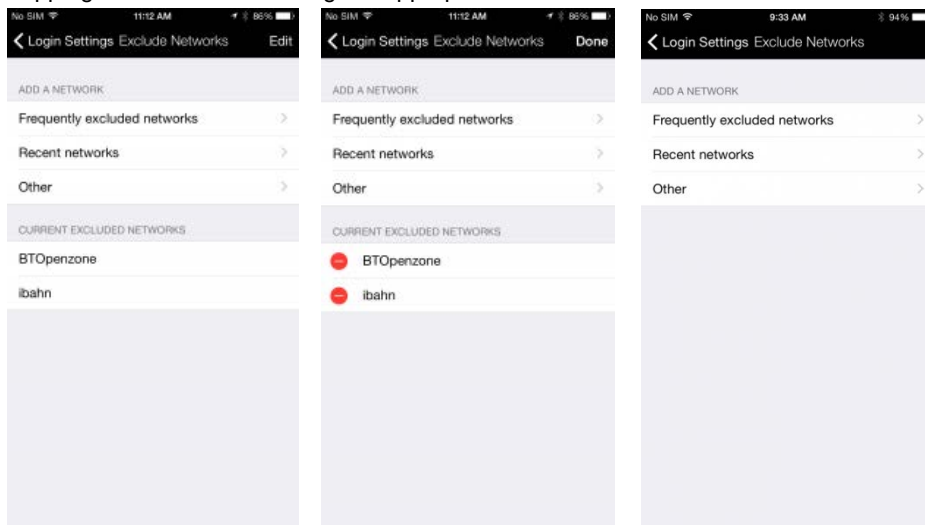 No SIM 11:12 AM 86%
Login Settings Exclude Networks Edit
ADD A NETWORK
Frequently excluded networks
Recent networks
Other
CURRENT EXCLUDED NETWORKS
BTOpenzone
ibahn
No SIM 11:12 AM 86%
Login Settings Exclude Networks Done
ADD A NETWORK
Frequently excluded networks
Recent networks
Other
CURRENT EXCLUDED NETWORKS
BTOpenzone
ibahn
No SIM 9:33 AM 94%
Login Settings Exclude Networks
ADD A NETWORK
Frequently excluded networks
Recent networks
Other